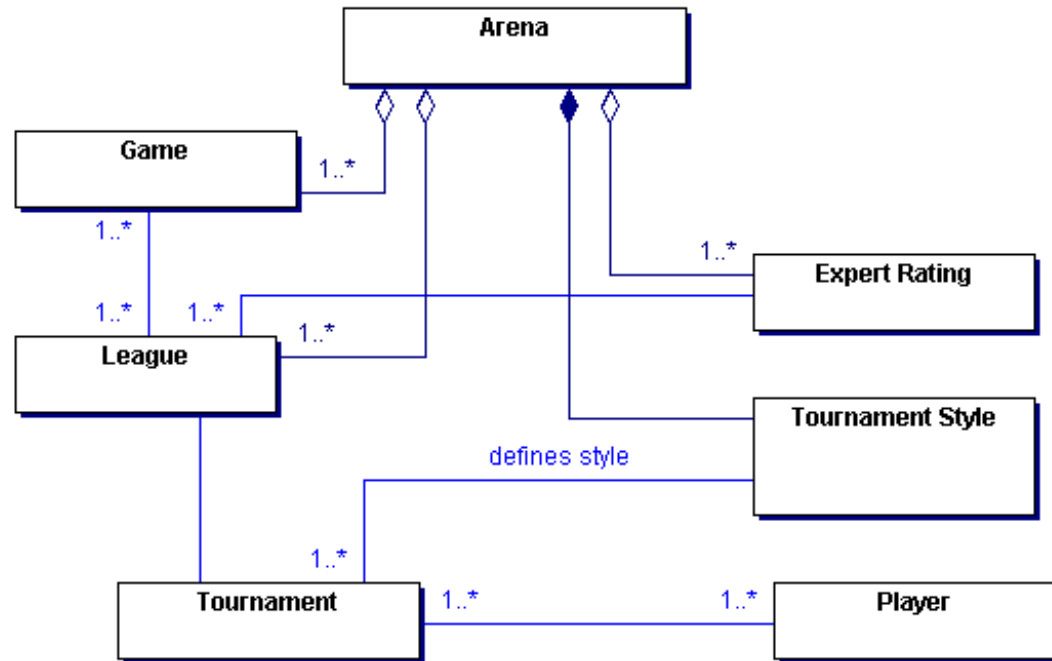 Arena
Game
1..*
1..*
1..*
Expert Rating
1..*
1..*
1..*
League
Tournament Style
defines style
1..*
Tournament
1..*
1..*
Player